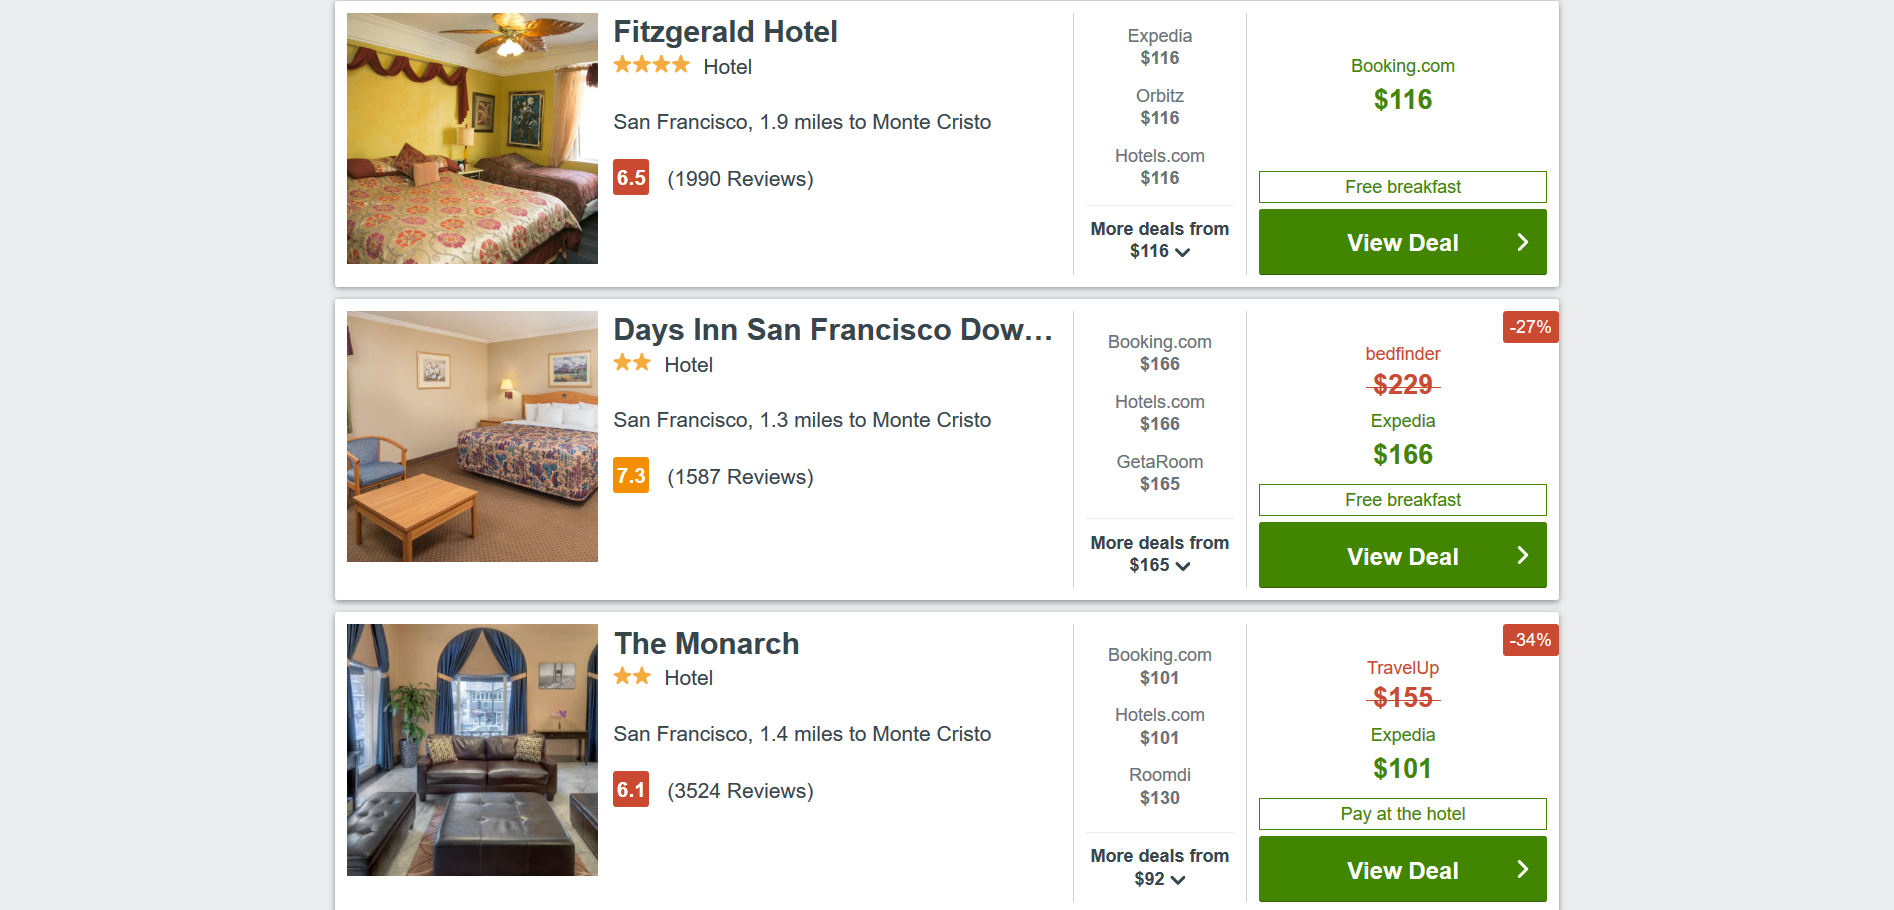 Fitzgerald Hotel
Hotel
San Francisco, 1.9 miles to Monte Cristo
6.5 (1990 Reviews)
Expedia
$116
Orbitz
$116
Hotels.com
$116
More deals from
$116
Booking.com
$116
Free breakfast
View Deal
Days Inn San Francisco Dow...
Hotel
San Francisco, 1.3 miles to Monte Cristo
7.3 (1587 Reviews)
Booking.com
$166
Hotels.com
$166
GetaRoom
$165
More deals from
$165
-27%
bedfinder
$229
Expedia
$166
Free breakfast
View Deal
The Monarch
Hotel
San Francisco, 1.4 miles to Monte Cristo
6.1 (3524 Reviews)
Booking.com
$101
Hotels.com
$101
Roomdi
$130
More deals from
$92
-34%
TravelUp
$155
Expedia
$101
Pay at the hotel
View Deal